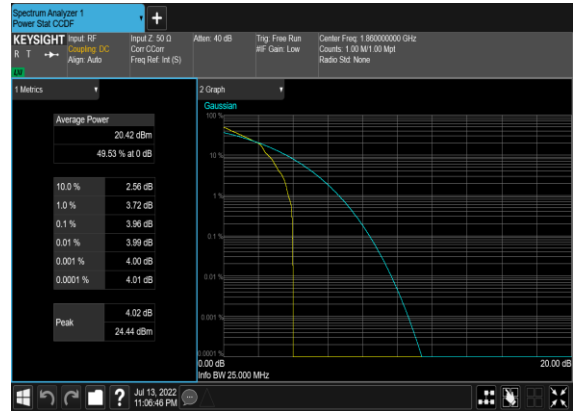 Spectrum Analyzer 1
Power Stat CCDF
+
KEYSIGHT
R T
LXI
Input: RF
Coupling: DC
Align: Auto
Input Z: 50 Ω
Corr CCorr
Freq Ref: Int (S)
Atten: 40 dB
Trig: Free Run
#IF Gain: Low
Center Freq: 1.860000000 GHz
Counts: 1.00 M/1.00 Mpt
Radio Std: None
1 Metrics
Average Power
20.42 dBm
49.53 % at 0 dB
10.0 % 2.56 dB
1.0 % 3.72 dB
0.1 % 3.96 dB
0.01 % 3.99 dB
0.001 % 4.00 dB
0.0001 % 4.01 dB
Peak 4.02 dB
24.44 dBm
2 Graph
Gaussian
100 %
10 %
1 %
0.1 %
0.01 %
0.001 %
0.0001 %
0.00 dB 20.00 dB
Info BW 25.000 MHz
? Jul 13, 2022
11:06:46 PM